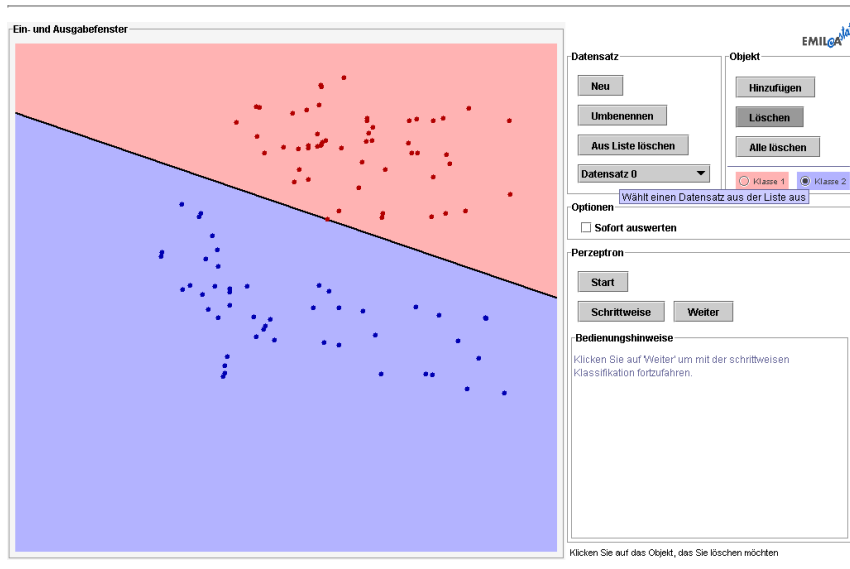 Ein- und Ausgabefenster
EMILeA
stat
Datensatz
Neu
Umbenennen
Aus Liste löschen
Datensatz 0
Objekt
Hinzufügen
Löschen
Alle löschen
Klasse 1
Klasse 2
Wählt einen Datensatz aus der Liste aus
Optionen
Sofort auswerten
Perzeptron
Start
Schrittweise
Weiter
Bedienungshinweise
Klicken Sie auf 'Weiter' um mit der schrittweisen
Klassifikation fortzufahren.
Klicken Sie auf das Objekt, das Sie löschen möchten